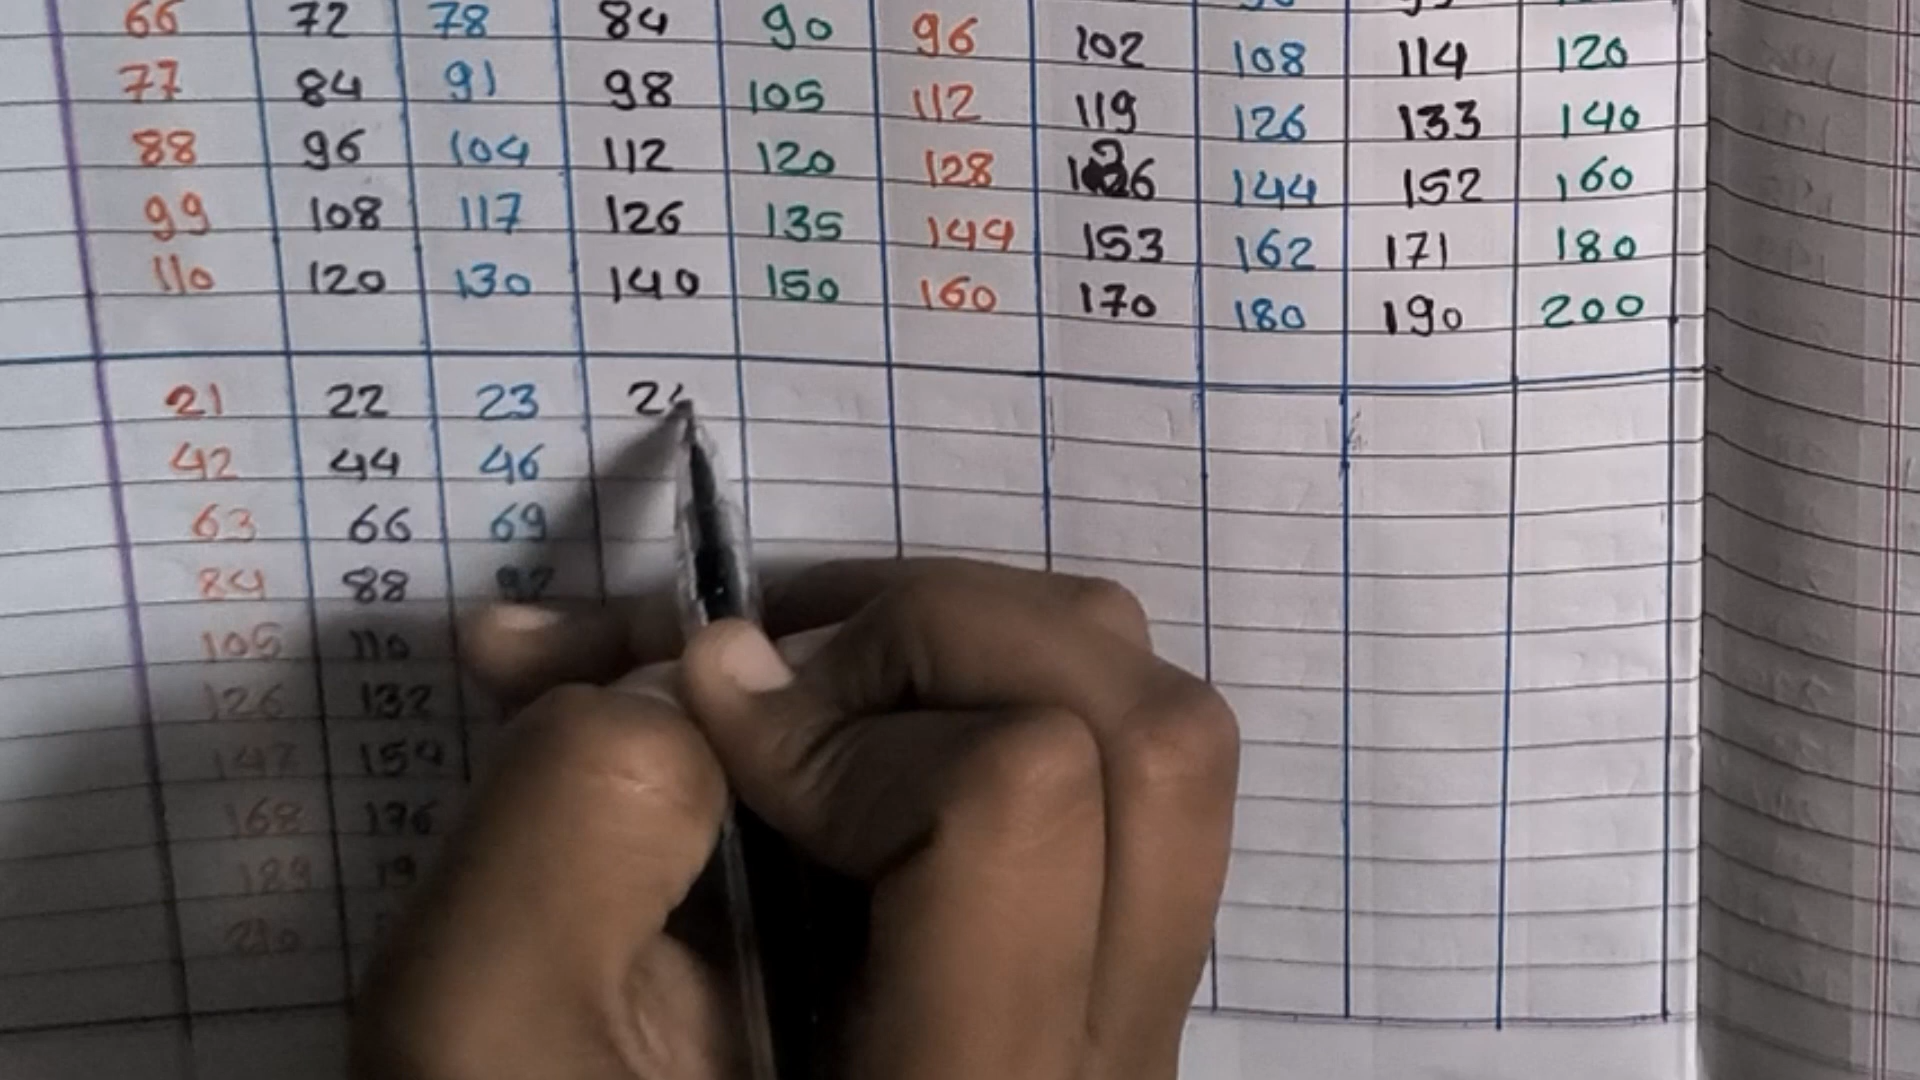 66 72 78 84 90 96 102 108 114 120
77 84 91 98 105 112 119 126 133 140
88 96 104 112 120 128 144 152 160
99 108 117 126 135 144 153 162 171 180
110 120 130 140 150 160 170 180 190 200
21 22 23
42 44 46
63 66 69
84 88 92
105 110
126 132
147 154
168 176
189
210